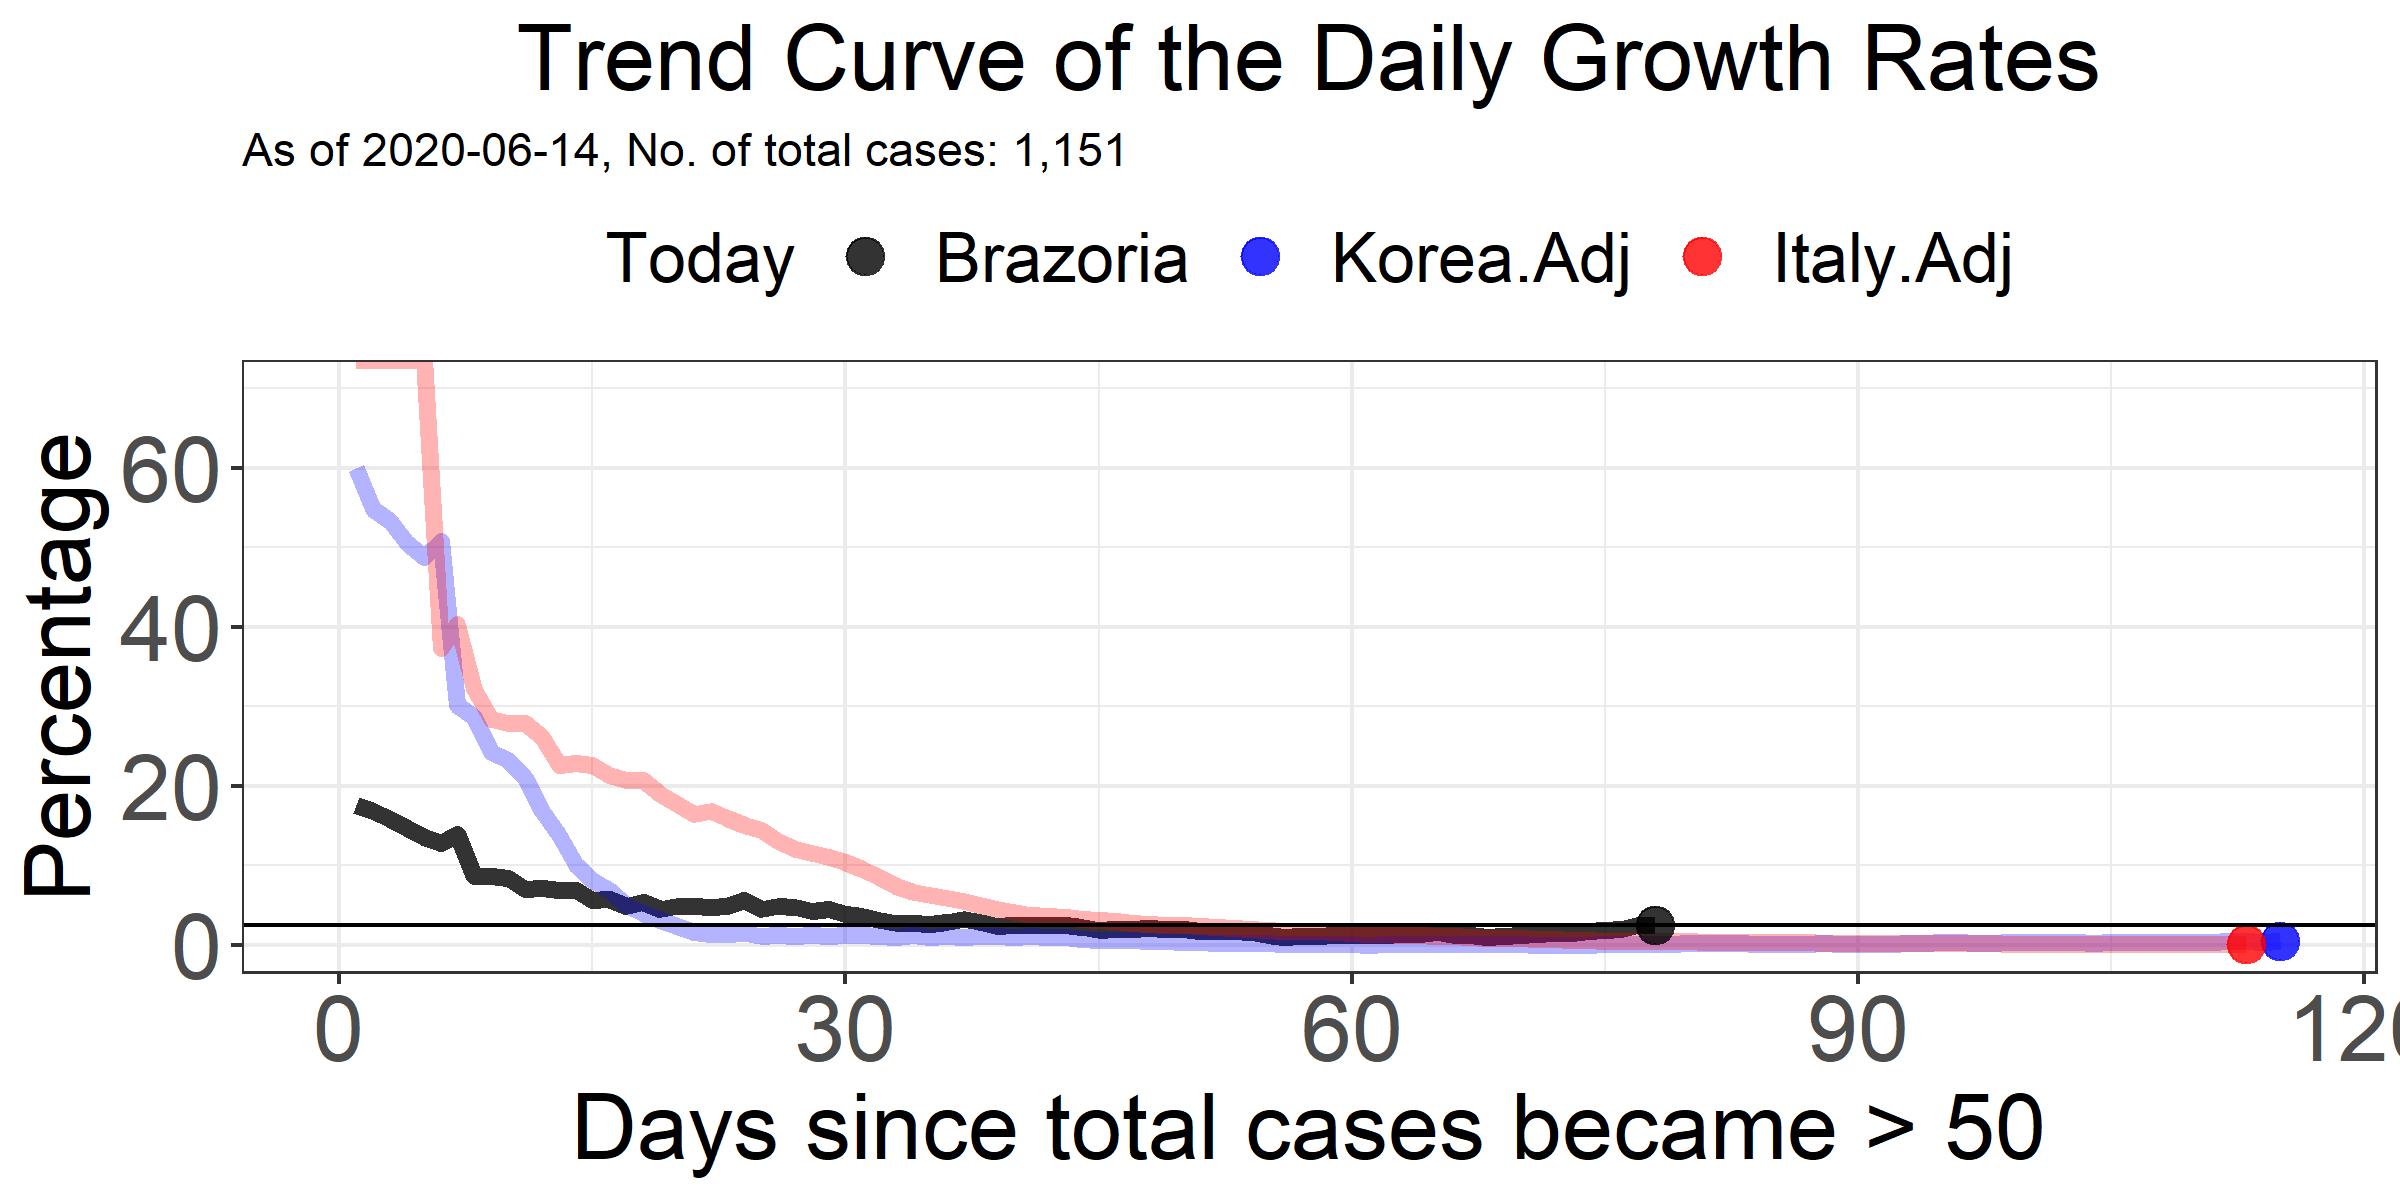 Trend Curve of the Daily Growth Rates
As of 2020-06-14, No. of total cases: 1,151
Today Brazoria Korea.Adj Italy.Adj
Percentage
60
40
20
0
0 30 60 90 120
Days since total cases became > 50